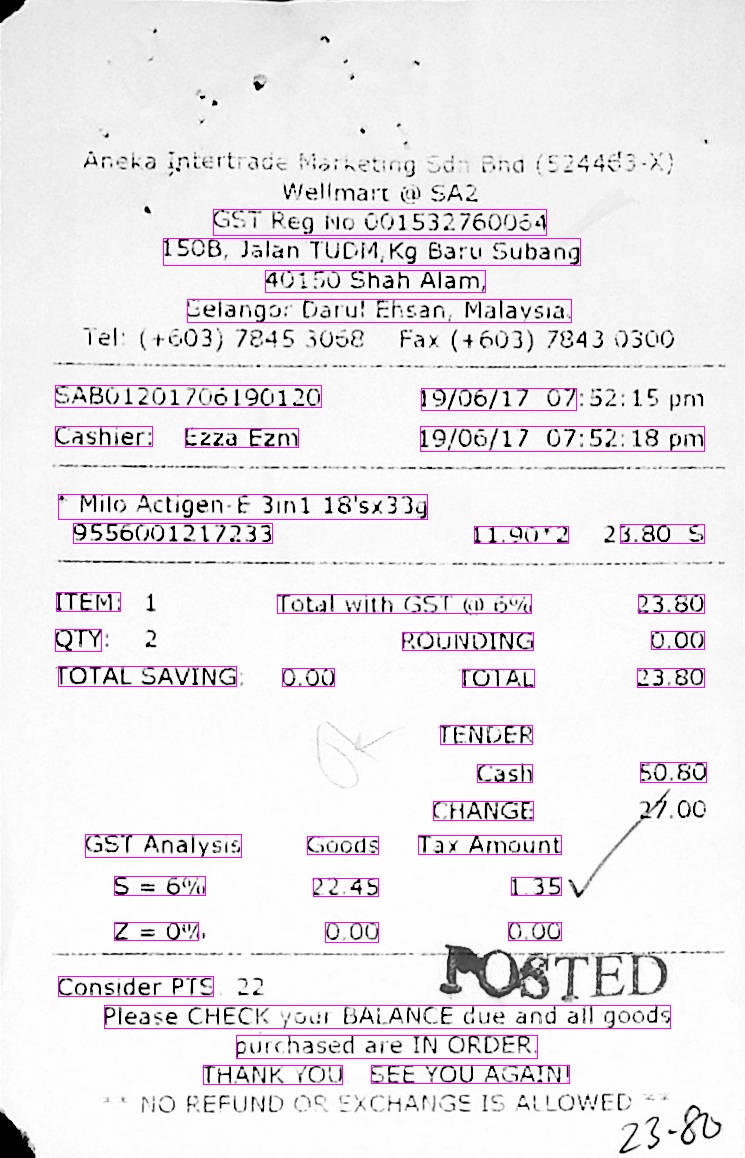 Aneka Intertrade Marketing Sdn Bhd (524463-X)
Wellmart @ SA2
GST Reg No 001532760064
150B, Jalan TUDM,Kg Baru Subang
40150 Shah Alam,
Selangor Darul Ehsan, Malaysia.
Tel: (+603) 7845 3068 Fax (+603) 7843 0300
SAB01201706190120 19/06/17 07:52:15 pm
Cashier: Ezza Ezm 19/06/17 07:52:18 pm
* Milo Actigen-E 3in1 18'sx33g
9556001217233 11.90*2 23.80 S
ITEM: 1 Total with GST @ 6% 23.80
QTY: 2 ROUNDING 0.00
TOTAL SAVING: 0.00 TOTAL 23.80
TENDER
Cash 50.80
CHANGE 27.00
GST Analysis Goods Tax Amount
S = 6% 22.45 1.35
Z = 0% 0.00 0.00
POSTED
Consider PTS 22
Please CHECK your BALANCE due and all goods
purchased are IN ORDER.
THANK YOU SEE YOU AGAIN!
** NO REFUND OR EXCHANGE IS ALLOWED **
23-80